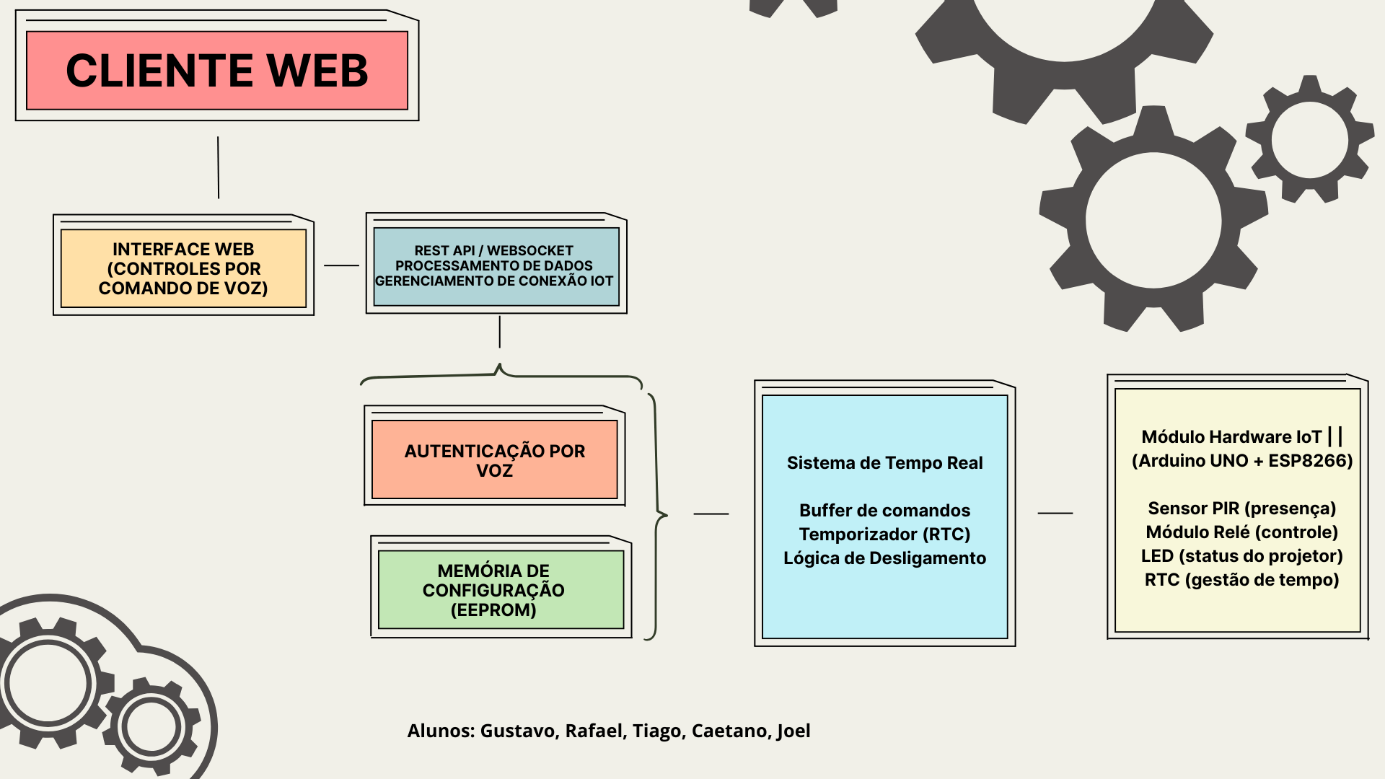 CLIENTE WEB
INTERFACE WEB
(CONTROLES POR
COMANDO DE VOZ)
REST API / WEBSOCKET
PROCESSAMENTO DE DADOS
GERENCIAMENTO DE CONEXÃO IOT
AUTENTICAÇÃO POR
VOZ
MEMÓRIA DE
CONFIGURAÇÃO
(EEPROM)
Sistema de Tempo Real
Buffer de comandos
Temporizador (RTC)
Lógica de Desligamento
Módulo Hardware IoT | |
(Arduino UNO + ESP8266)
Sensor PIR (presença)
Módulo Relé (controle)
LED (status do projetor)
RTC (gestão de tempo)
Alunos: Gustavo, Rafael, Tiago, Caetano, Joel